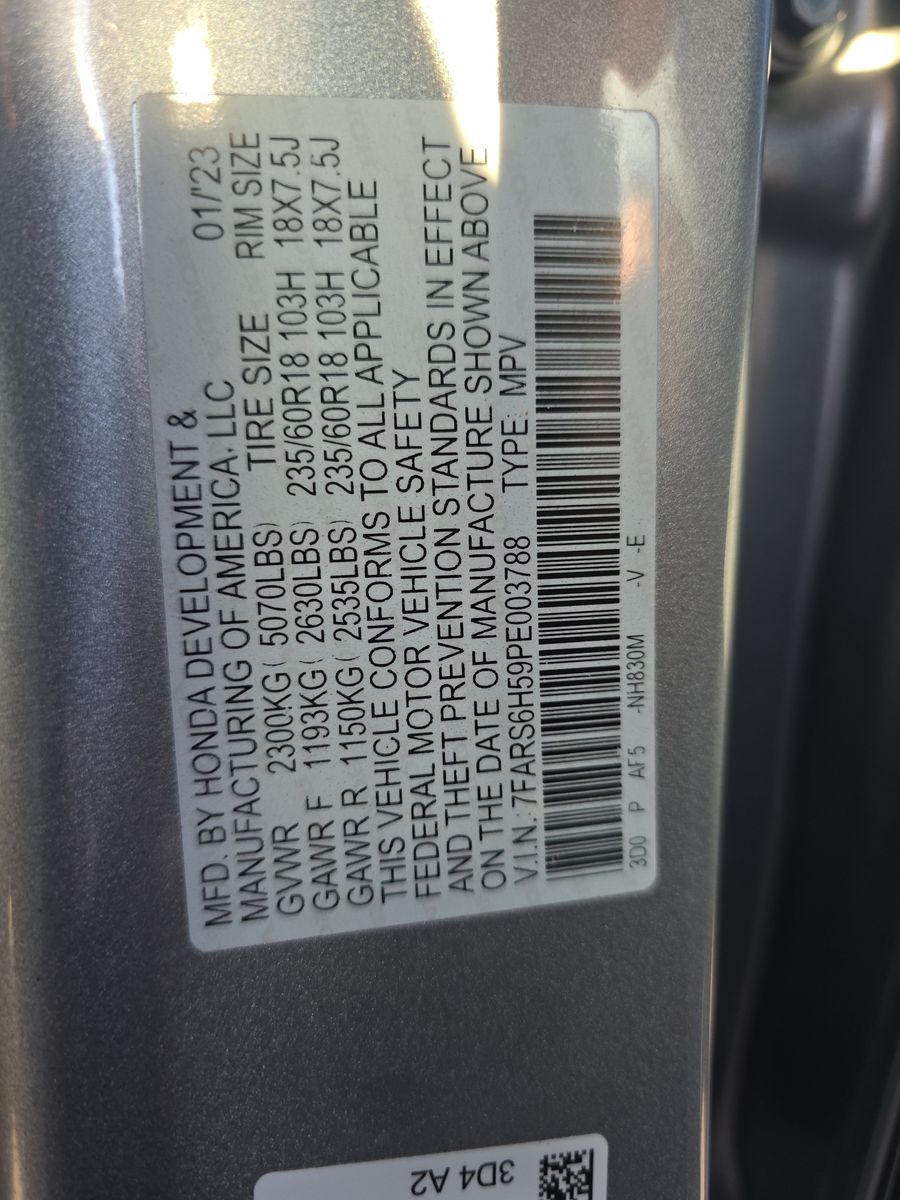 MFD. BY HONDA DEVELOPMENT & 01/'23
MANUFACTURING OF AMERICA, LLC
TIRE SIZE RIM SIZE
GVWR 2300KG( 5070LBS)
GAWR F 1193KG( 2630LBS) 235/60R18 103H 18X7.5J
GAWR R 1150KG( 2535LBS) 235/60R18 103H 18X7.5J
THIS VEHICLE CONFORMS TO ALL APPLICABLE
FEDERAL MOTOR VEHICLE SAFETY
AND THEFT PREVENTION STANDARDS IN EFFECT
ON THE DATE OF MANUFACTURE SHOWN ABOVE
V.I.N.: 7FARS6H59PE003788 TYPE: MPV
3D0 P AF5 -NH830M -V -E
3D4 A2